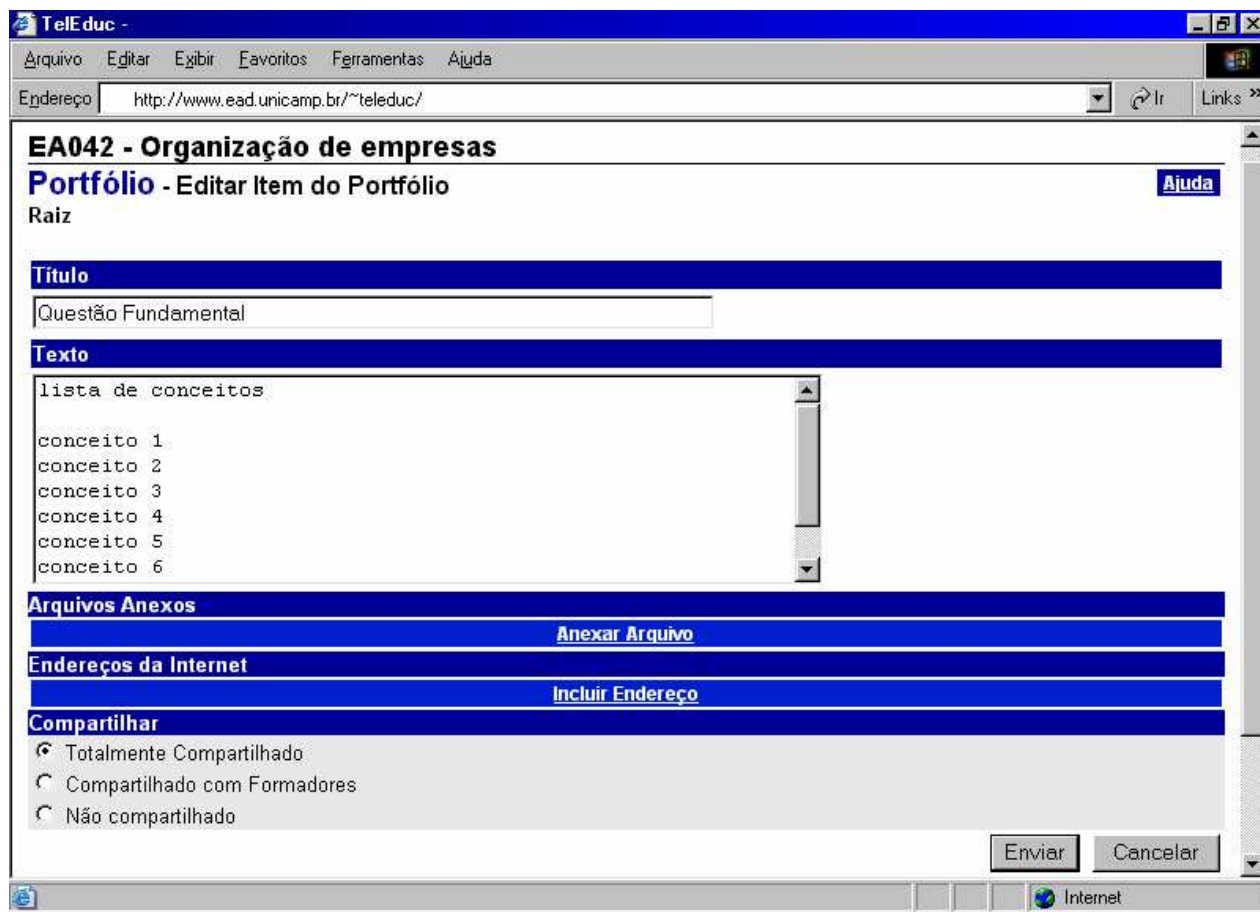 TelEduc -
Arquivo Editar Exibir Favoritos Ferramentas Ajuda
Endereço http://www.ead.unicamp.br/~teleduc/ Ir Links »
EA042 - Organização de empresas
Portfólio - Editar Item do Portfólio Ajuda
Raiz
Título
Questão Fundamental
Texto
lista de conceitos
conceito 1
conceito 2
conceito 3
conceito 4
conceito 5
conceito 6
Arquivos Anexos
Anexar Arquivo
Endereços da Internet
Incluir Endereço
Compartilhar
Totalmente Compartilhado
Compartilhado com Formadores
Não compartilhado
Enviar Cancelar
Internet